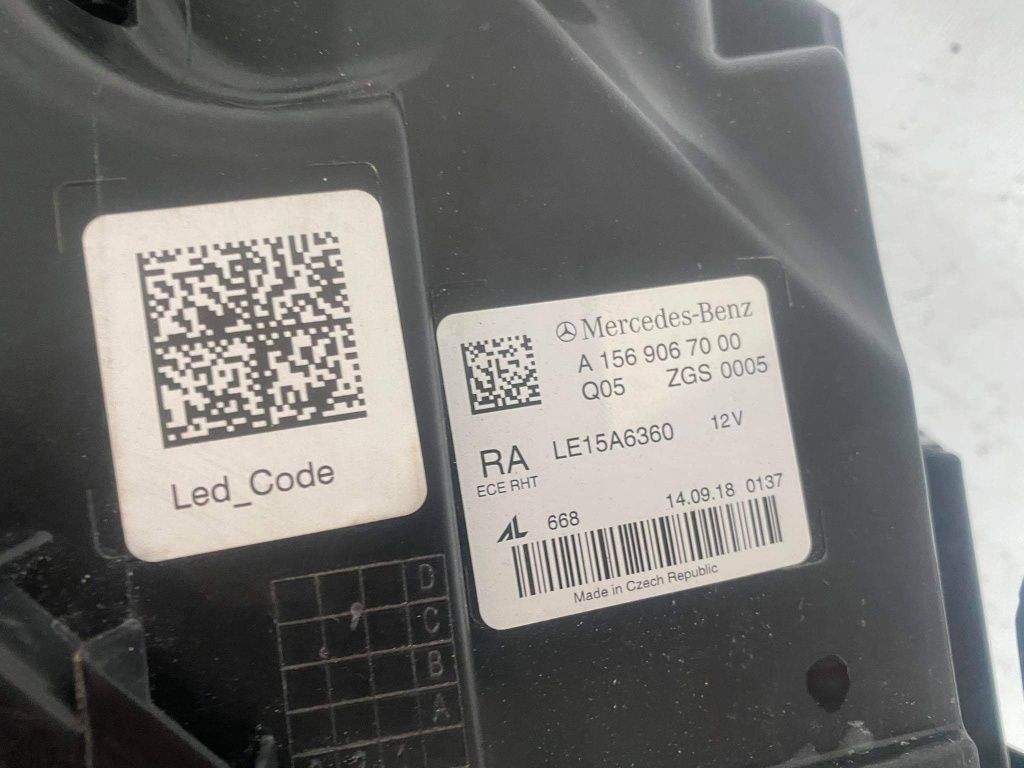 Led_Code
Mercedes-Benz
A 156 906 70 00
Q05 ZGS 0005
RA LE15A6360 12V
ECE RHT
AL 668 14.09.18 0137
Made in Czech Republic
D
C
B
A